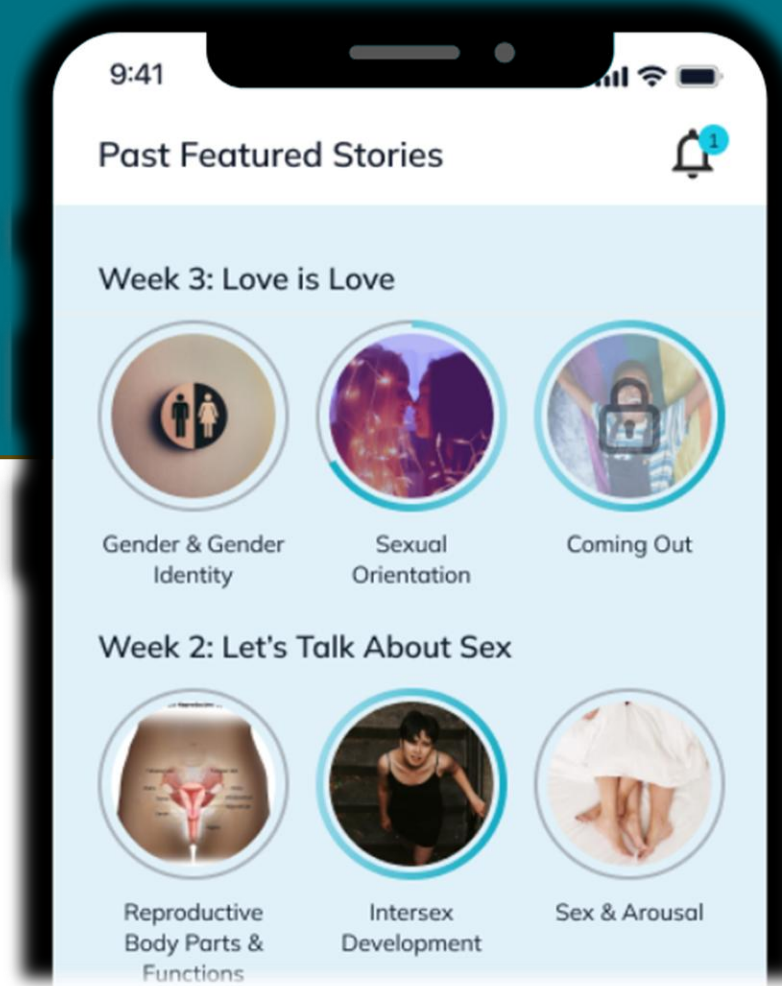 9:41
Past Featured Stories
1
Week 3: Love is Love
Gender & Gender
Identity
Sexual
Orientation
Coming Out
Week 2: Let's Talk About Sex
Reproductive
Body Parts &
Functions
Intersex
Development
Sex & Arousal